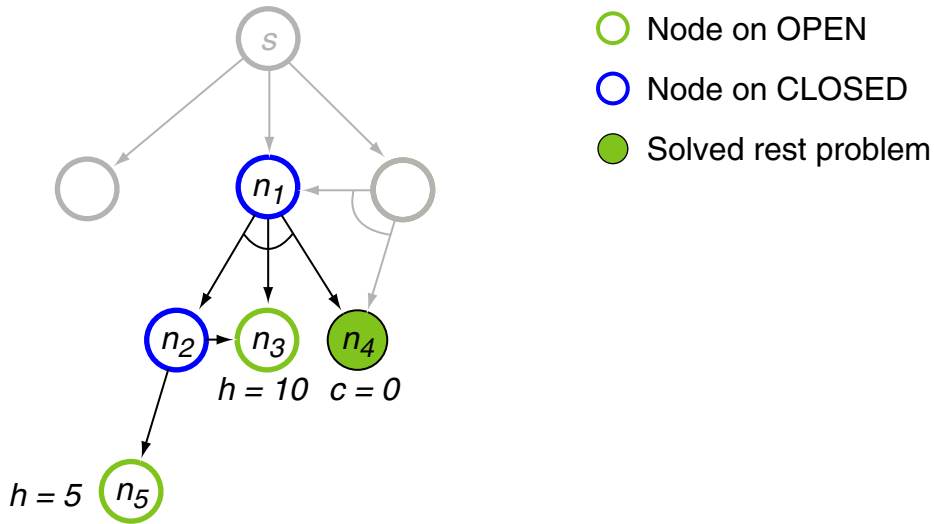 s
Node on OPEN
Node on CLOSED
Solved rest problem
n1
n2
n3
n4
h = 10
c = 0
h = 5
n5